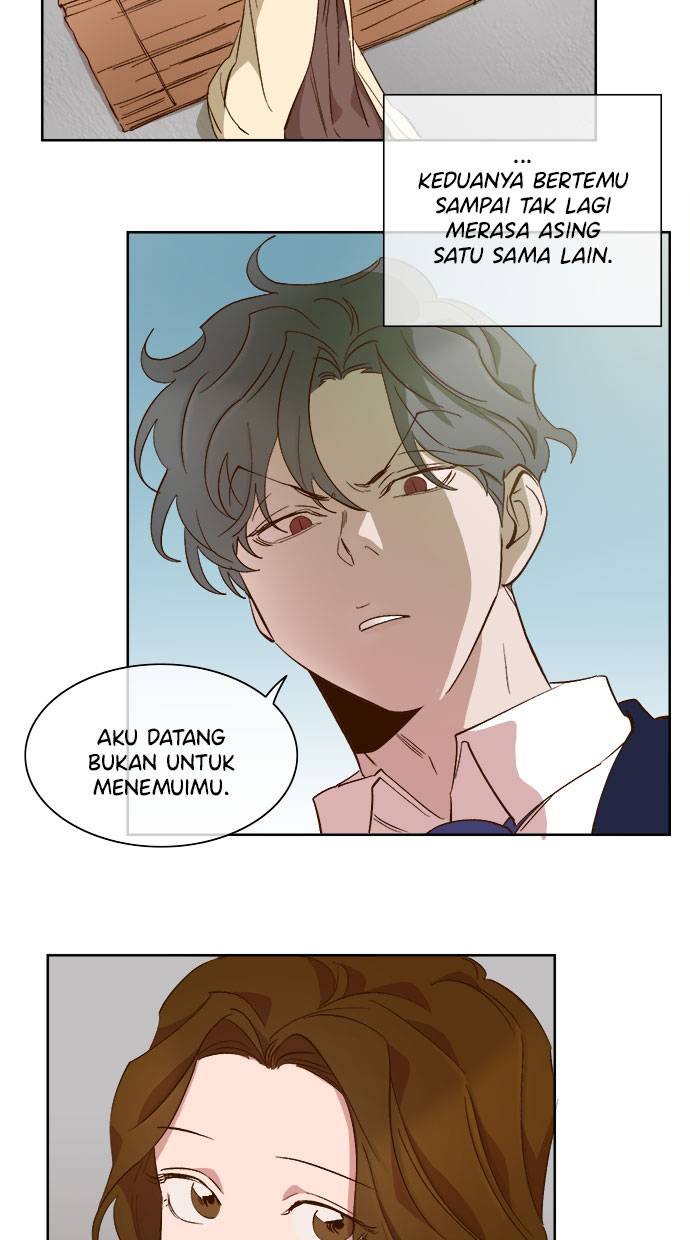 ...
KEDUANYA BERTEMU
SAMPAI TAK LAGI
MERASA ASING
SATU SAMA LAIN.
AKU DATANG
BUKAN UNTUK
MENEMUIMU.